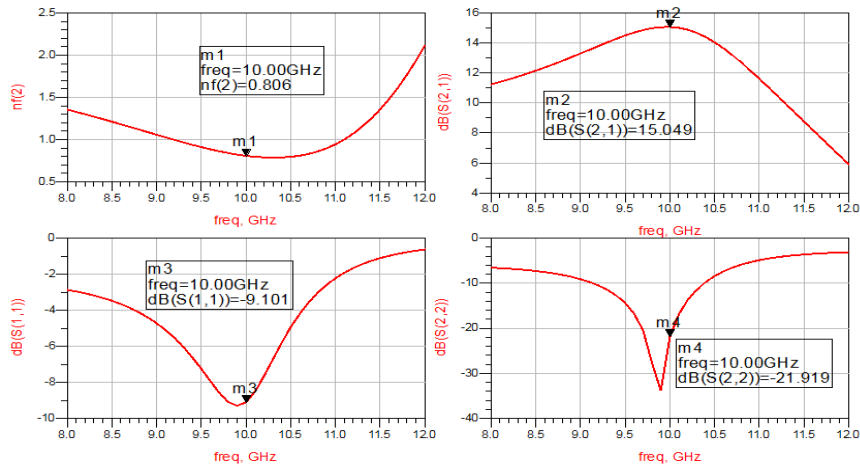 2.5
2.0
1.5
1.0
0.5
nf(2)
m1
freq=10.00GHz
nf(2)=0.806
m1
8.0 8.5 9.0 9.5 10.0 10.5 11.0 11.5 12.0
freq, GHz
16
14
12
10
8
6
4
dB(S(2,1))
m2
m2
freq=10.00GHz
dB(S(2,1))=15.049
8.0 8.5 9.0 9.5 10.0 10.5 11.0 11.5 12.0
freq, GHz
0
-2
-4
-6
-8
-10
dB(S(1,1))
m3
freq=10.00GHz
dB(S(1,1))=-9.101
m3
8.0 8.5 9.0 9.5 10.0 10.5 11.0 11.5 12.0
freq, GHz
0
-10
-20
-30
-40
dB(S(2,2))
m4
m4
freq=10.00GHz
dB(S(2,2))=-21.919
8.0 8.5 9.0 9.5 10.0 10.5 11.0 11.5 12.0
freq, GHz